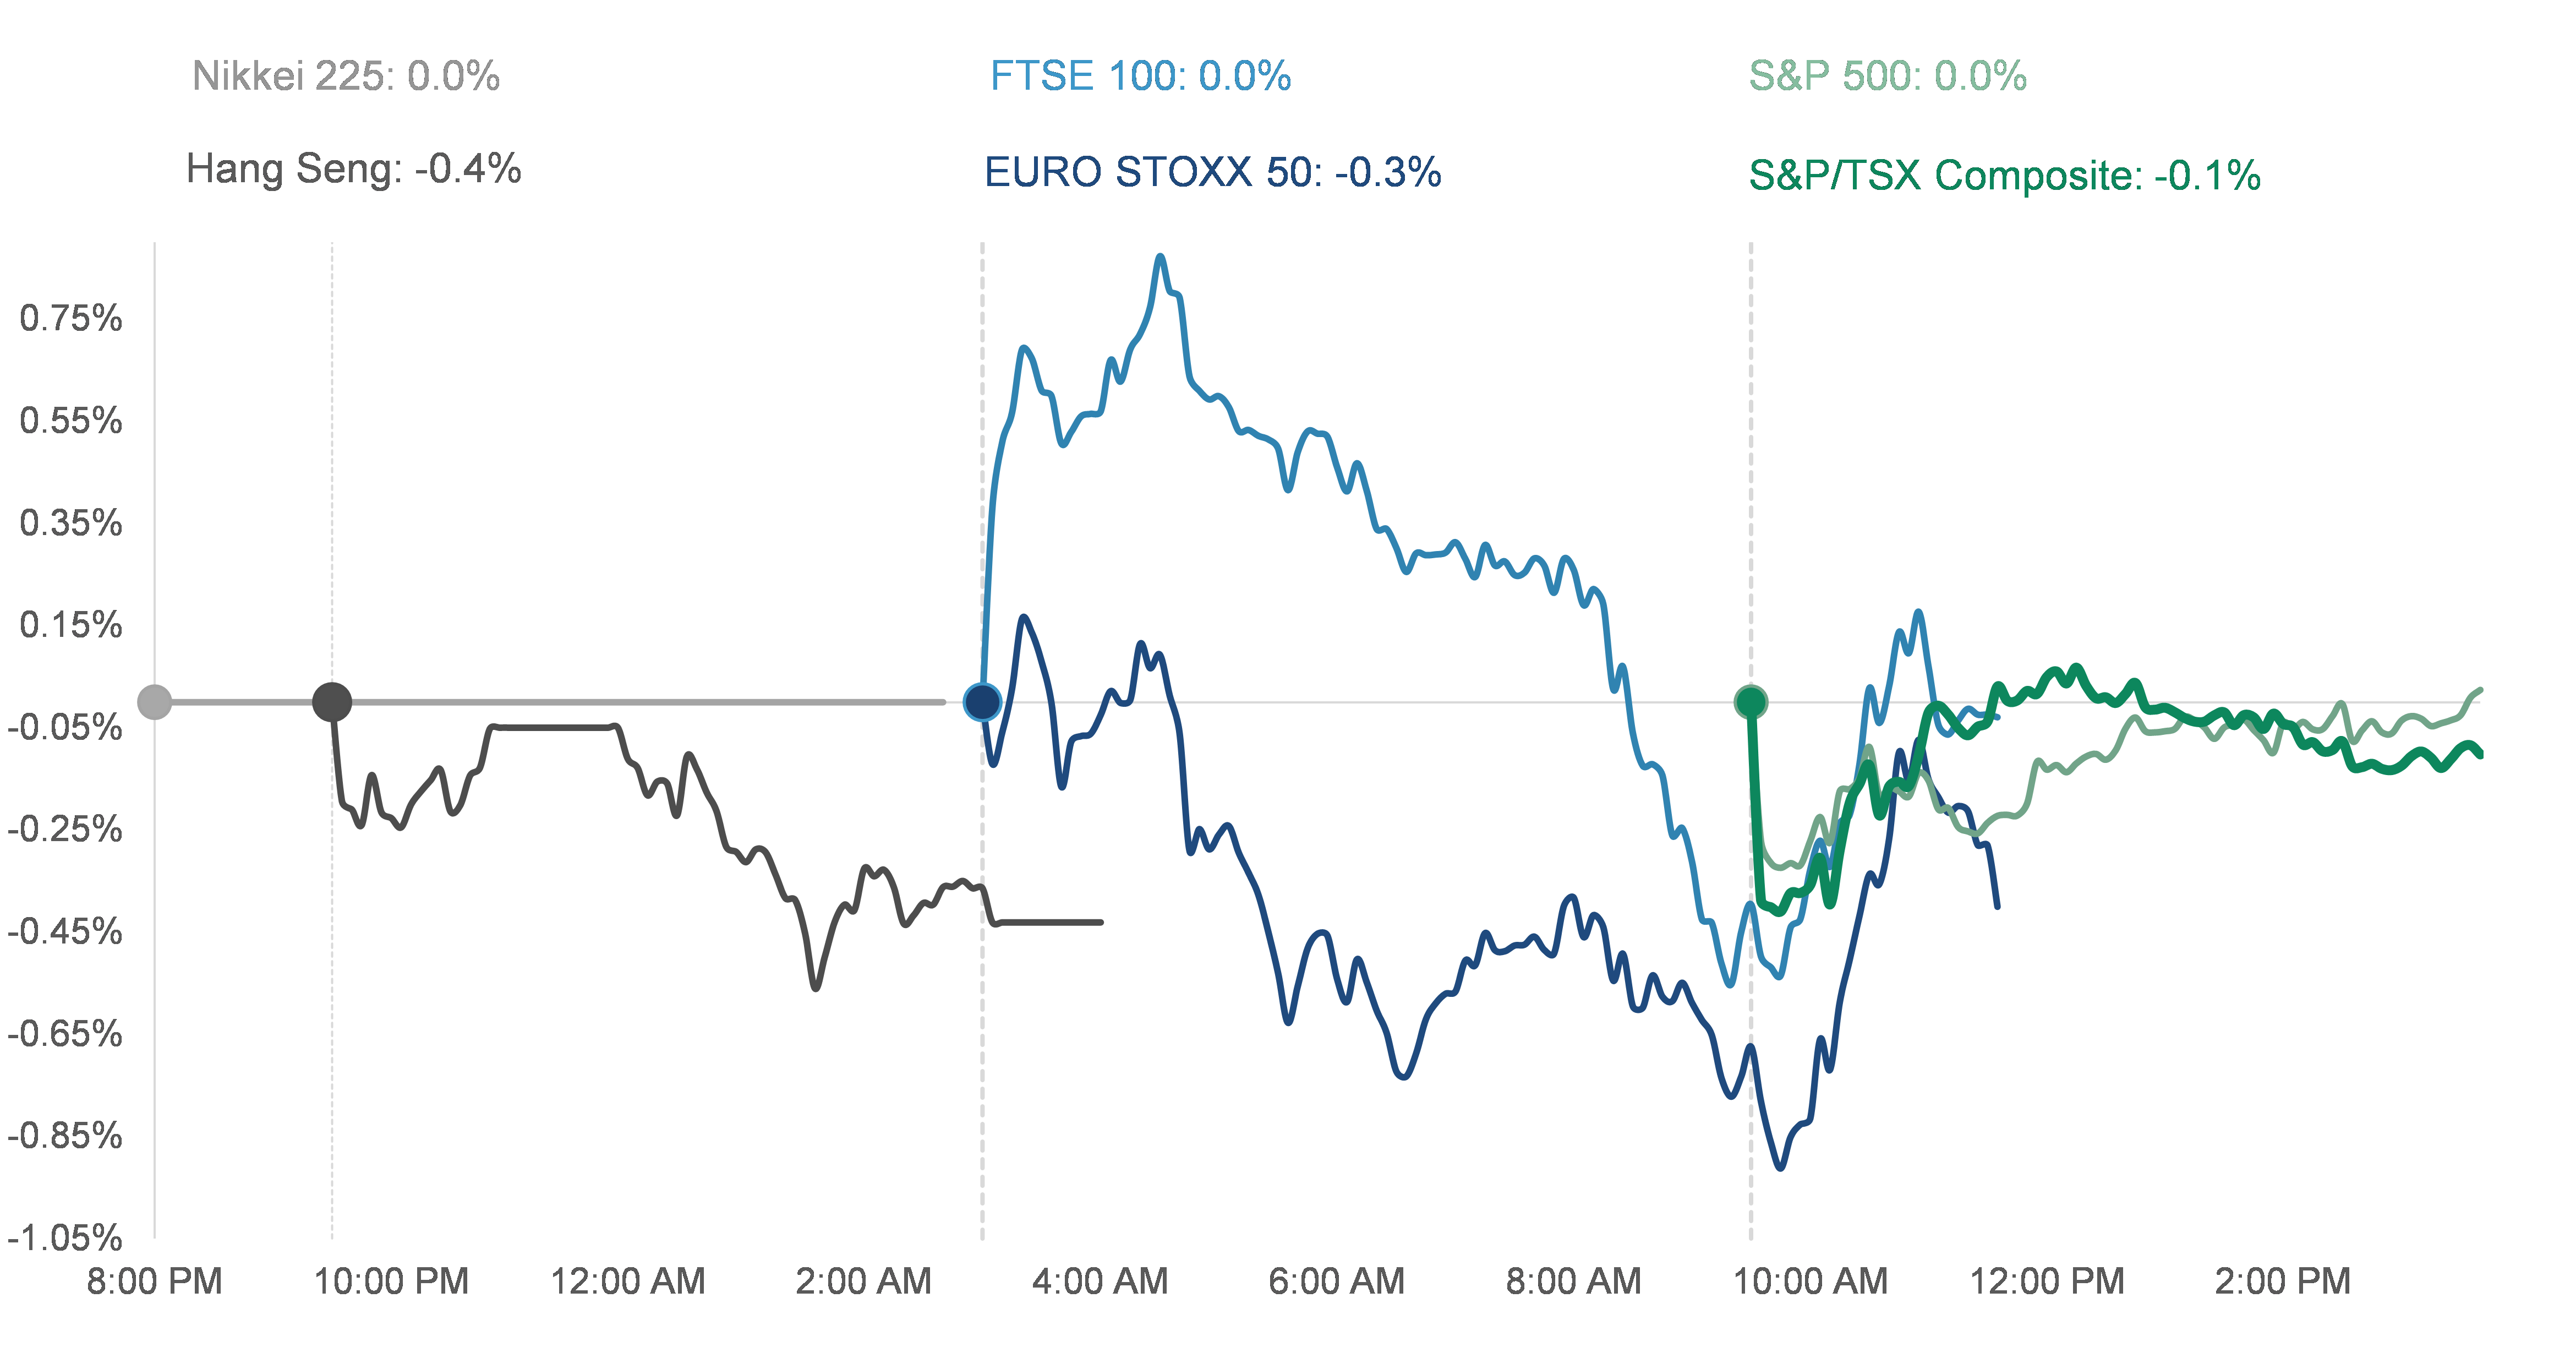 Nikkei 225: 0.0%
FTSE 100: 0.0%
S&P 500: 0.0%
Hang Seng: -0.4%
EURO STOXX 50: -0.3%
S&P/TSX Composite: -0.1%
0.75%
0.55%
0.35%
0.15%
-0.05%
-0.25%
-0.45%
-0.65%
-0.85%
-1.05%
8:00 PM
10:00 PM
12:00 AM
2:00 AM
4:00 AM
6:00 AM
8:00 AM
10:00 AM
12:00 PM
2:00 PM